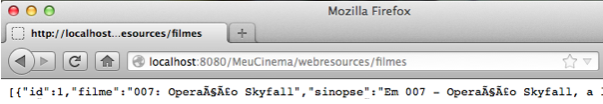 Mozilla Firefox
http://localhost...esources/filmes
localhost:8080/MeuCinema/webresources/filmes
[{"id":1,"filme":"007: OperaÃ§Ã£o Skyfall","sinopse":"Em 007 - OperaÃ§Ã£o Skyfall, a